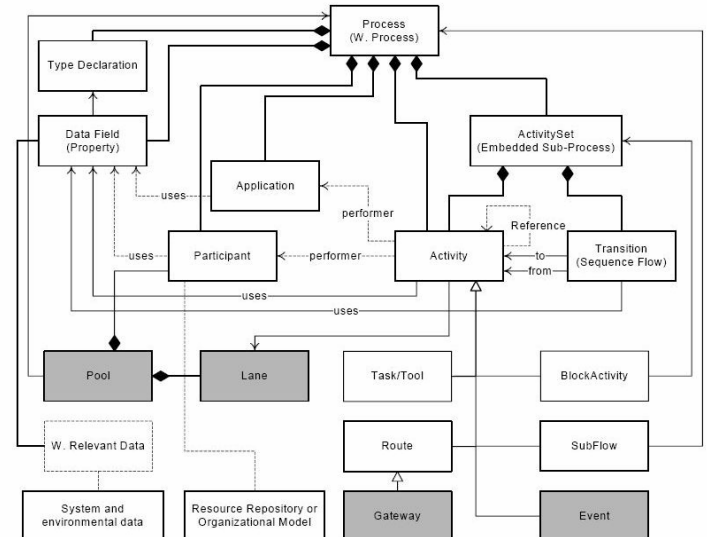 Process
(W. Process)
Type Declaration
Data Field
(Property)
ActivitySet
(Embedded Sub-Process)
Application
uses
performer
Reference
Participant
uses
performer
Activity
to
from
Transition
(Sequence Flow)
uses
uses
Pool
Lane
Task/Tool
BlockActivity
W. Relevant Data
Route
SubFlow
System and
environmental data
Resource Repository or
Organizational Model
Gateway
Event